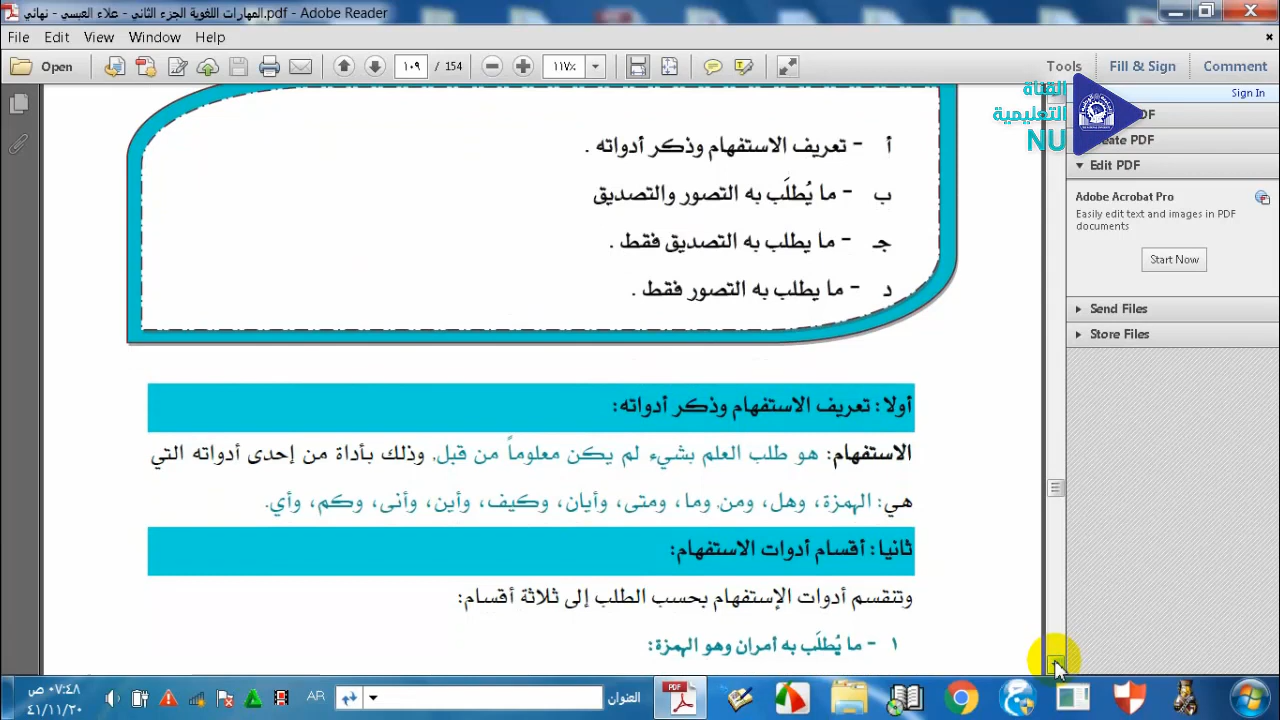 المهارات اللغوية الجزء الثاني - علاء العبسي - نهائي.pdf - Adobe Reader
File Edit View Window Help
Open ١٠٩ / 154 ١١٧٪ Tools Fill & Sign Comment
القناة
التعليمية
NU
Sign In
PDF
Create PDF
Edit PDF
Adobe Acrobat Pro
Easily edit text and images in PDF
documents
Start Now
Send Files
Store Files
أ - تعريف الاستفهام وذكر أدواته .
ب - ما يُطلَب به التصور والتصديق
جـ - ما يطلب به التصديق فقط .
د - ما يطلب به التصور فقط .
أولا: تعريف الاستفهام وذكر أدواته:
الاستفهام: هو طلب العلم بشيء لم يكن معلوماً من قبل، وذلك بأداة من إحدى أدواته التي
هي: الهمزة، وهل، ومن، وما، ومتى، وأيان، وكيف، وأين، وأنى، وكم، وأي.
ثانيا: أقسام أدوات الاستفهام:
وتنقسم أدوات الإستفهام بحسب الطلب إلى ثلاثة أقسام:
١ - ما يُطلَب به أمران وهو الهمزة:
٠٧:٤٨ ص
٤١/١١/٢٠
AR
العنوان